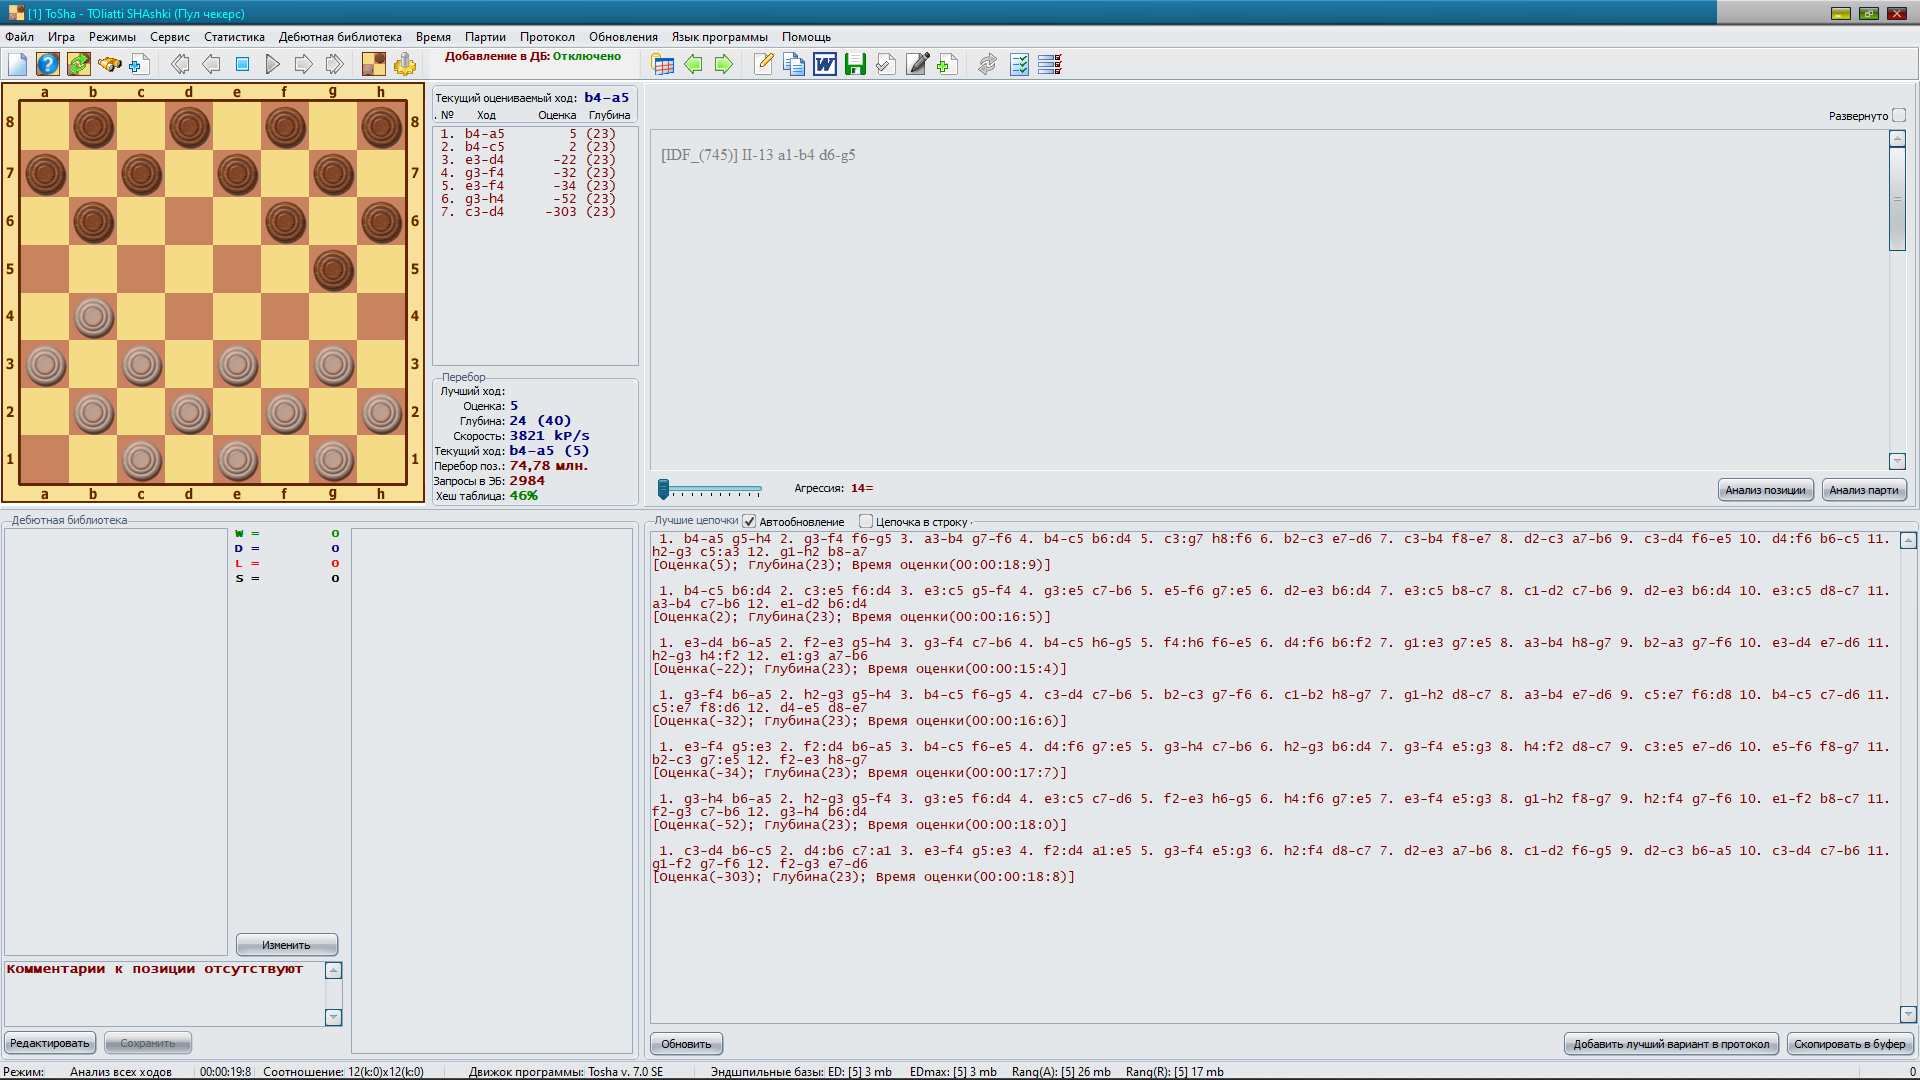 [1] ToSha - TOliatti SHAshki (Пул чекерс)
Файл Игра Режимы Сервис Статистика Дебютная библиотека Время Партии Протокол Обновления Язык программы Помощь
Добавление в ДБ: Отключено
a b c d e f g h
8 8
7 7
6 6
5 5
4 4
3 3
2 2
1 1
a b c d e f g h
Текущий оцениваемый ход: b4-a5
. № Ход Оценка Глубина
1. b4-a5 5 (23)
2. b4-c5 2 (23)
3. e3-d4 -22 (23)
4. g3-f4 -32 (23)
5. e3-f4 -34 (23)
6. g3-h4 -52 (23)
7. c3-d4 -303 (23)
Перебор
Лучший ход:
Оценка: 5
Глубина: 24 (40)
Скорость: 3821 kP/s
Текущий ход: b4-a5 (5)
Перебор поз.: 74,78 млн.
Запросы в ЭБ: 2984
Хеш таблица: 46%
Развернуто
[IDF_(745)] II-13 a1-b4 d6-g5
Агрессия: 14=
Анализ позиции Анализ парти
Дебютная библиотека
W = 0
D = 0
L = 0
S = 0
Изменить
Комментарии к позиции отсутствуют
Редактировать Сохранить
Лучшие цепочки Автообновление Цепочка в строку
1. b4-a5 g5-h4 2. g3-f4 f6-g5 3. a3-b4 g7-f6 4. b4-c5 b6:d4 5. c3:g7 h8:f6 6. b2-c3 e7-d6 7. c3-b4 f8-e7 8. d2-c3 a7-b6 9. c3-d4 f6-e5 10. d4:f6 b6-c5 11.
h2-g3 c5:a3 12. g1-h2 b8-a7
[Оценка(5); Глубина(23); Время оценки(00:00:18:9)]
1. b4-c5 b6:d4 2. c3:e5 f6:d4 3. e3:c5 g5-f4 4. g3:e5 c7-b6 5. e5-f6 g7:e5 6. d2-e3 b6:d4 7. e3:c5 b8-c7 8. c1-d2 c7-b6 9. d2-e3 b6:d4 10. e3:c5 d8-c7 11.
a3-b4 c7-b6 12. e1-d2 b6:d4
[Оценка(2); Глубина(23); Время оценки(00:00:16:5)]
1. e3-d4 b6-a5 2. f2-e3 g5-h4 3. g3-f4 c7-b6 4. b4-c5 h6-g5 5. f4:h6 f6-e5 6. d4:f6 b6:f2 7. g1:e3 g7:e5 8. a3-b4 h8-g7 9. b2-a3 g7-f6 10. e3-d4 e7-d6 11.
h2-g3 h4:f2 12. e1:g3 a7-b6
[Оценка(-22); Глубина(23); Время оценки(00:00:15:4)]
1. g3-f4 b6-a5 2. h2-g3 g5-h4 3. b4-c5 f6-g5 4. c3-d4 c7-b6 5. b2-c3 g7-f6 6. c1-b2 h8-g7 7. g1-h2 d8-c7 8. a3-b4 e7-d6 9. c5:e7 f6:d8 10. b4-c5 c7-d6 11.
c5:e7 f8:d6 12. d4-e5 d8-e7
[Оценка(-32); Глубина(23); Время оценки(00:00:16:6)]
1. e3-f4 g5:e3 2. f2:d4 b6-a5 3. b4-c5 f6-e5 4. d4:f6 g7:e5 5. g3-h4 c7-b6 6. h2-g3 b6:d4 7. g3-f4 e5:g3 8. h4:f2 d8-c7 9. c3:e5 e7-d6 10. e5-f6 f8-g7 11.
b2-c3 g7:e5 12. f2-e3 h8-g7
[Оценка(-34); Глубина(23); Время оценки(00:00:17:7)]
1. g3-h4 b6-a5 2. h2-g3 g5-f4 3. g3:e5 f6:d4 4. e3:c5 c7-d6 5. f2-e3 h6-g5 6. h4:f6 g7:e5 7. e3-f4 e5:g3 8. g1-h2 f8-g7 9. h2:f4 g7-f6 10. e1-f2 b8-c7 11.
f2-g3 c7-b6 12. g3-h4 b6:d4
[Оценка(-52); Глубина(23); Время оценки(00:00:18:0)]
1. c3-d4 b6-c5 2. d4:b6 c7:a1 3. e3-f4 g5:e3 4. f2:d4 a1:e5 5. g3-f4 e5:g3 6. h2:f4 d8-c7 7. d2-e3 a7-b6 8. c1-d2 f6-g5 9. d2-c3 b6-a5 10. c3-d4 c7-b6 11.
g1-f2 g7-f6 12. f2-g3 e7-d6
[Оценка(-303); Глубина(23); Время оценки(00:00:18:8)]
Обновить Добавить лучший вариант в протокол Скопировать в буфер
Режим: Анализ всех ходов 00:00:19:8 Соотношение: 12(k:0)x12(k:0) Движок программы: Tosha v. 7.0 SE Эндшпильные базы: ED: [5] 3 mb EDmax: [5] 3 mb Rang(A): [5] 26 mb Rang(R): [5] 17 mb 0